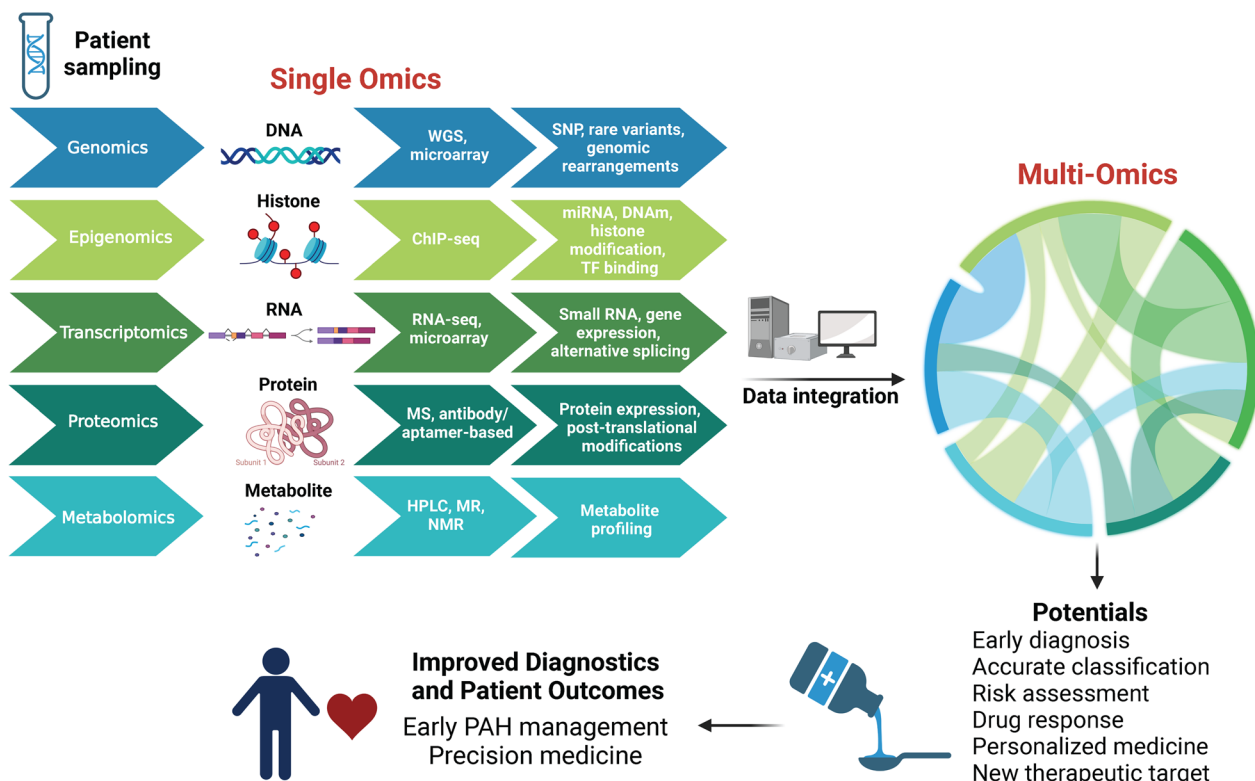 Patient
sampling
Single Omics
Genomics
DNA
WGS,
microarray
SNP, rare variants,
genomic
rearrangements
Epigenomics
Histone
ChIP-seq
miRNA, DNAm,
histone
modification,
TF binding
Transcriptomics
RNA
RNA-seq,
microarray
Small RNA, gene
expression,
alternative splicing
Proteomics
Protein
Subunit 1
Subunit 2
MS, antibody/
aptamer-based
Protein expression,
post-translational
modifications
Metabolomics
Metabolite
HPLC, MR,
NMR
Metabolite
profiling
Data integration
Multi-Omics
Potentials
Early diagnosis
Accurate classification
Risk assessment
Drug response
Personalized medicine
New therapeutic target
Improved Diagnostics
and Patient Outcomes
Early PAH management
Precision medicine